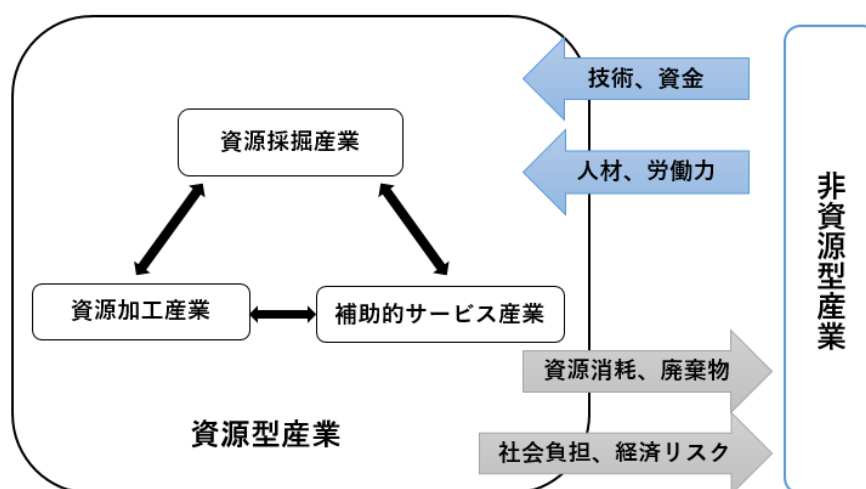 技術、資金
資源採掘産業
人材、労働力
非資源型産業
資源加工産業
補助的サービス産業
資源消耗、廃棄物
資源型産業
社会負担、経済リスク